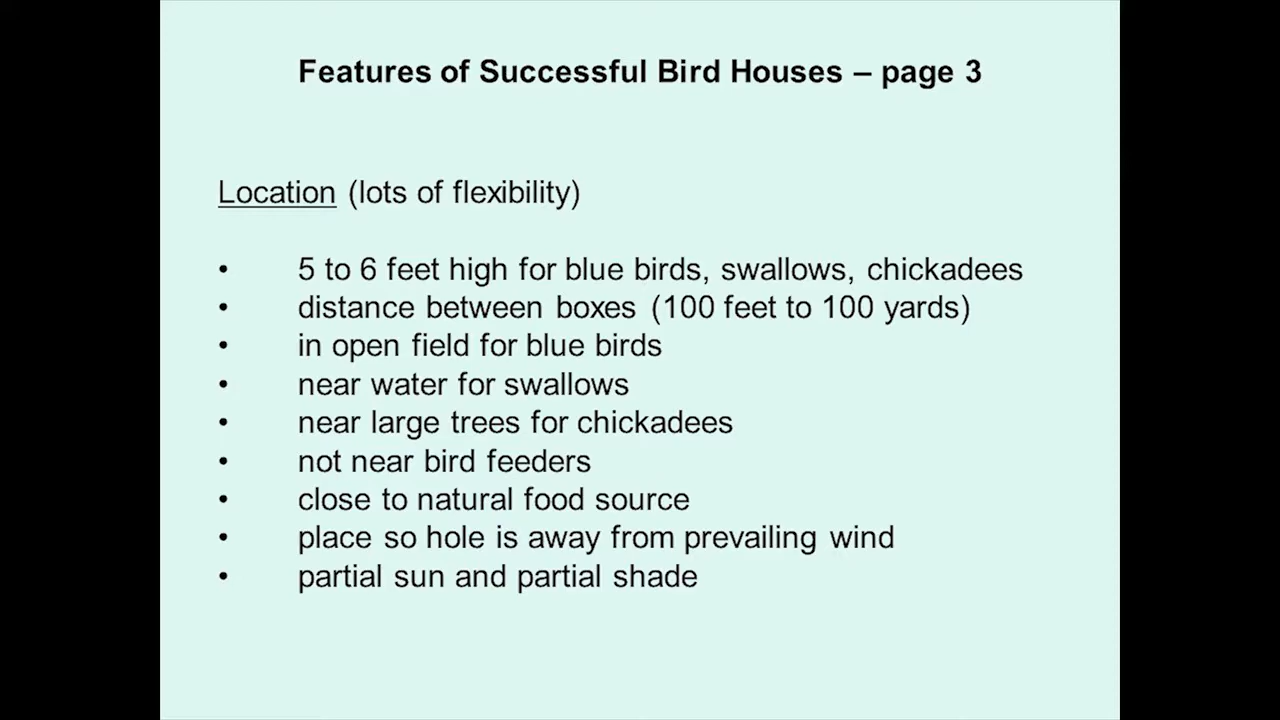 Features of Successful Bird Houses – page 3
Location (lots of flexibility)
• 5 to 6 feet high for blue birds, swallows, chickadees
• distance between boxes (100 feet to 100 yards)
• in open field for blue birds
• near water for swallows
• near large trees for chickadees
• not near bird feeders
• close to natural food source
• place so hole is away from prevailing wind
• partial sun and partial shade